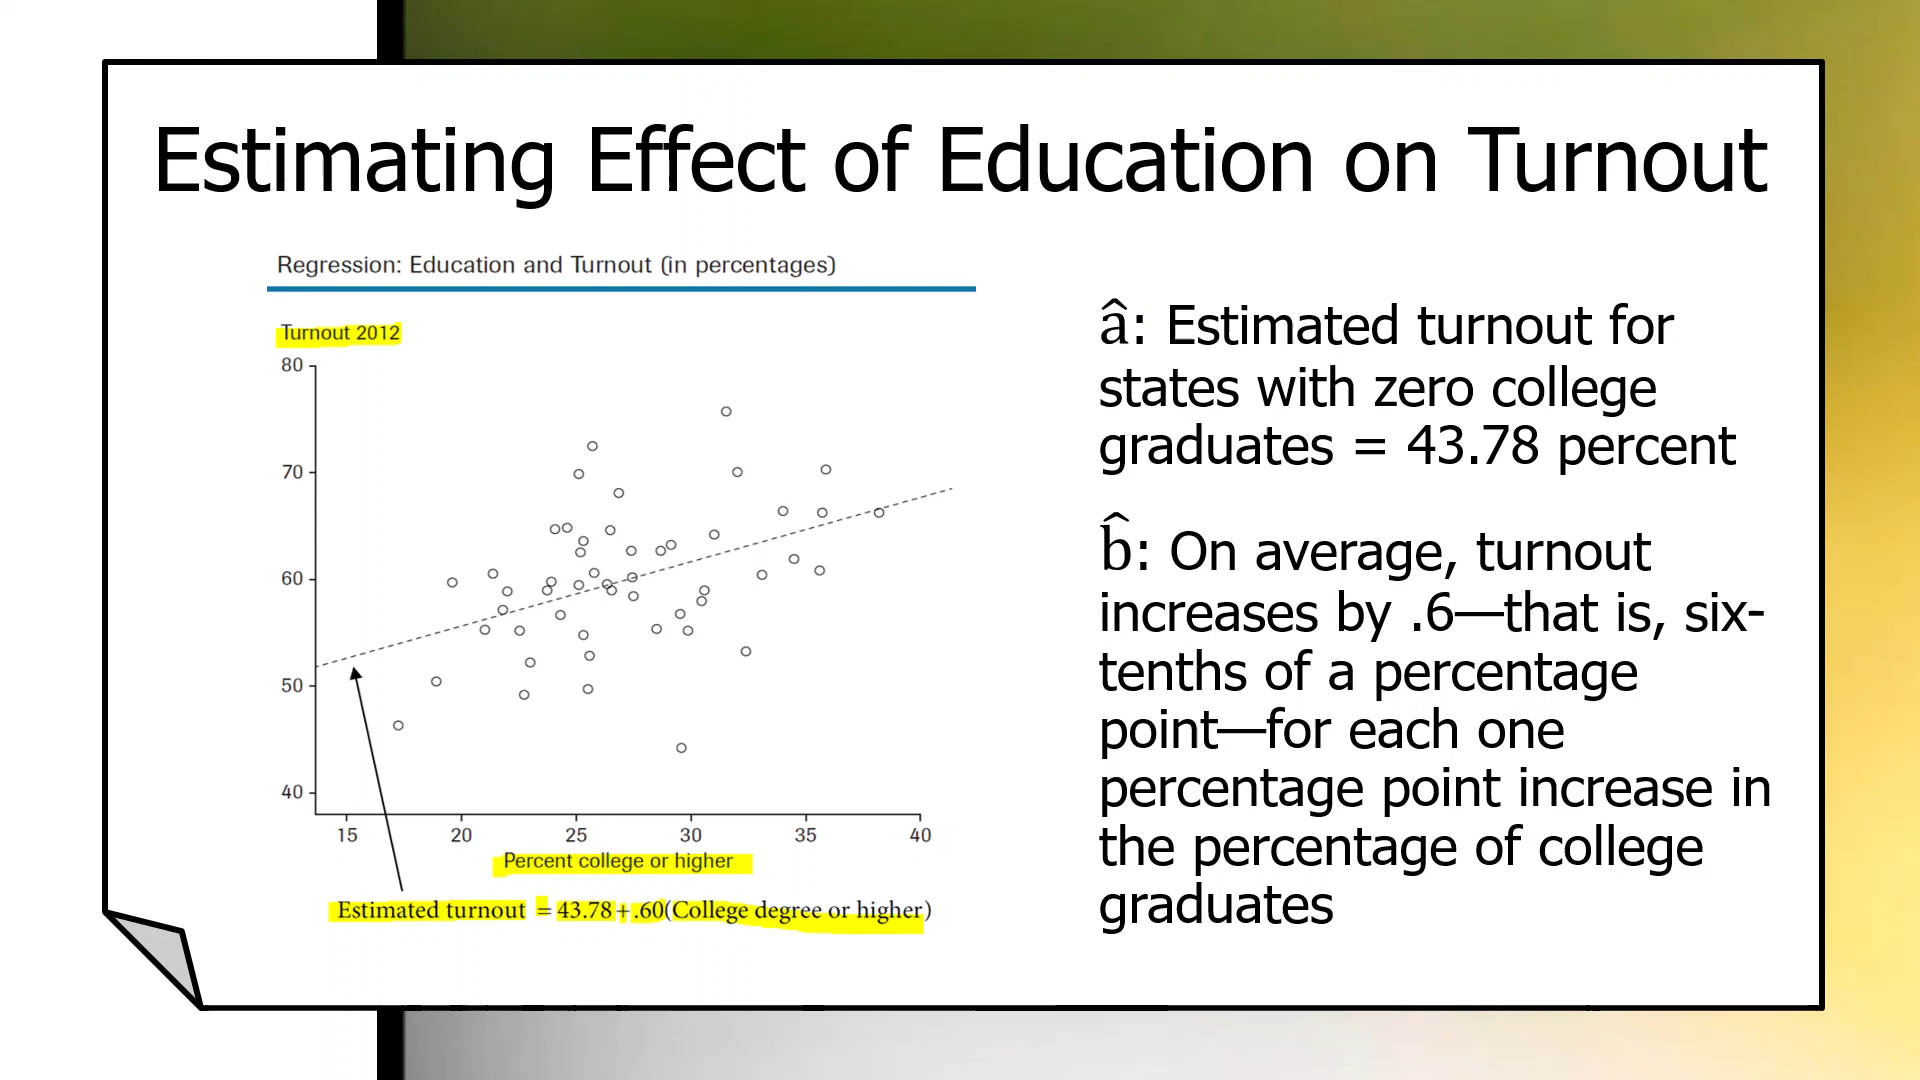 Estimating Effect of Education on Turnout
Regression: Education and Turnout (in percentages)
Turnout 2012
80
70
60
50
40
15 20 25 30 35 40
Percent college or higher
Estimated turnout = 43.78 + .60(College degree or higher)
â: Estimated turnout for
states with zero college
graduates = 43.78 percent
b̂: On average, turnout
increases by .6—that is, six-
tenths of a percentage
point—for each one
percentage point increase in
the percentage of college
graduates